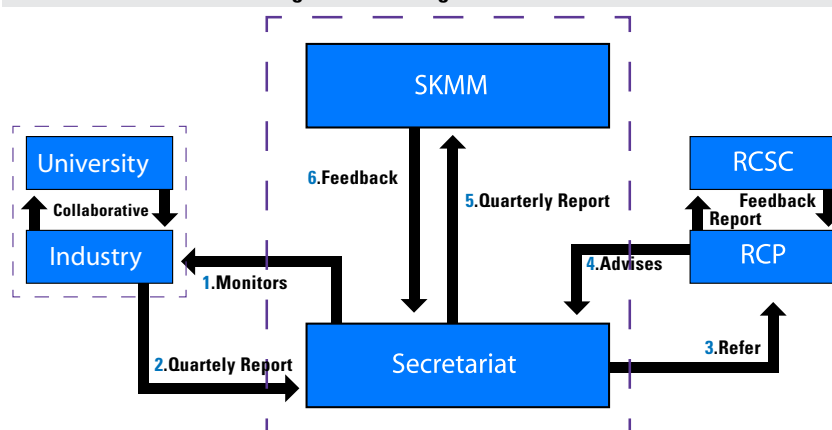 SKMM
University
RCSC
6.Feedback
5.Quarterly Report
Collaborative
Feedback
Report
Industry
RCP
4.Advises
1.Monitors
3.Refer
2.Quartely Report
Secretariat